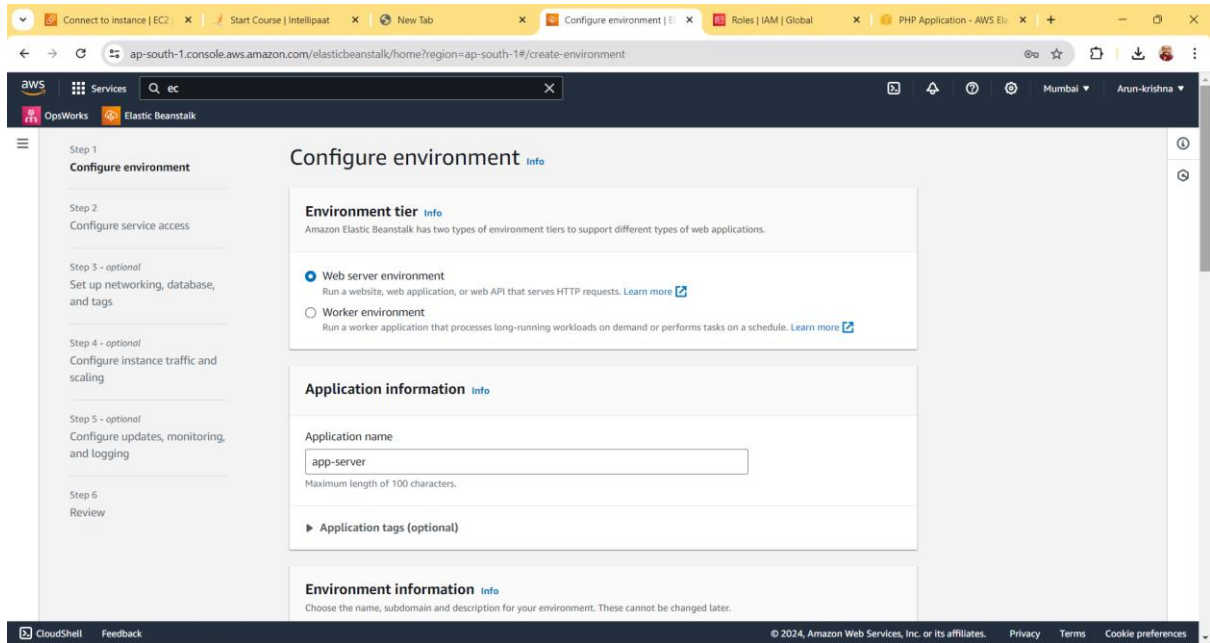 Connect to instance | EC2
Start Course | Intellipaat
New Tab
Configure environment | E
Roles | IAM | Global
PHP Application - AWS Ela
ap-south-1.console.aws.amazon.com/elasticbeanstalk/home?region=ap-south-1#/create-environment
aws
Services
ec
Mumbai
Arun-krishna
OpsWorks
Elastic Beanstalk
Step 1
Configure environment
Step 2
Configure service access
Step 3 - optional
Set up networking, database,
and tags
Step 4 - optional
Configure instance traffic and
scaling
Step 5 - optional
Configure updates, monitoring,
and logging
Step 6
Review
Configure environment Info
Environment tier Info
Amazon Elastic Beanstalk has two types of environment tiers to support different types of web applications.
Web server environment
Run a website, web application, or web API that serves HTTP requests. Learn more
Worker environment
Run a worker application that processes long-running workloads on demand or performs tasks on a schedule. Learn more
Application information Info
Application name
app-server
Maximum length of 100 characters.
Application tags (optional)
Environment information Info
Choose the name, subdomain and description for your environment. These cannot be changed later.
CloudShell Feedback
© 2024, Amazon Web Services, Inc. or its affiliates. Privacy Terms Cookie preferences